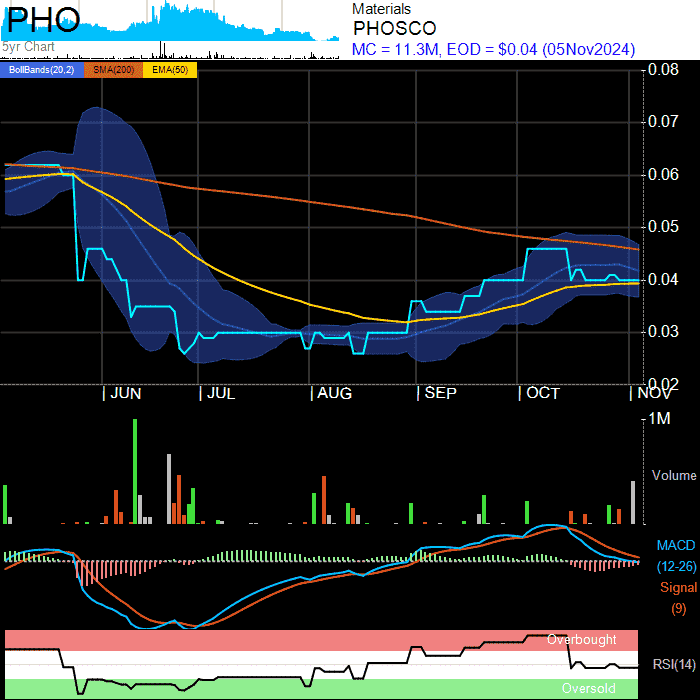 PHO
5yr Chart
Materials
PHOSCO
MC = 11.3M, EOD = $0.04 (05Nov2024)
BollBands(20,2) SMA(200) EMA(50)
0.08
0.07
0.06
0.05
0.04
0.03
0.02
JUN JUL AUG SEP OCT NOV
1M
Volume
MACD
(12-26)
Signal
(9)
Overbought
RSI(14)
Oversold